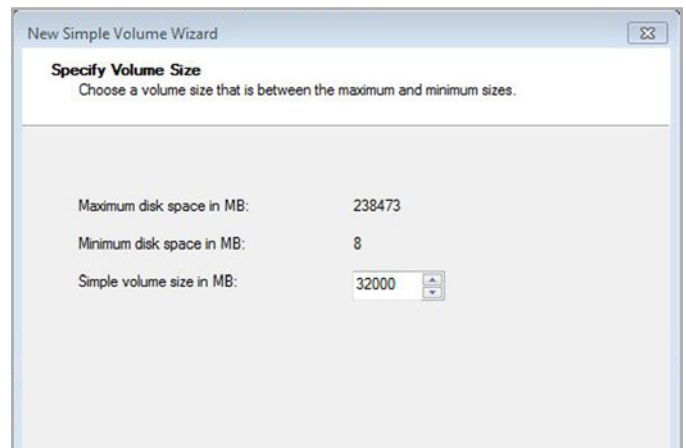 New Simple Volume Wizard
Specify Volume Size
Choose a volume size that is between the maximum and minimum sizes.
Maximum disk space in MB: 238473
Minimum disk space in MB: 8
Simple volume size in MB: 32000